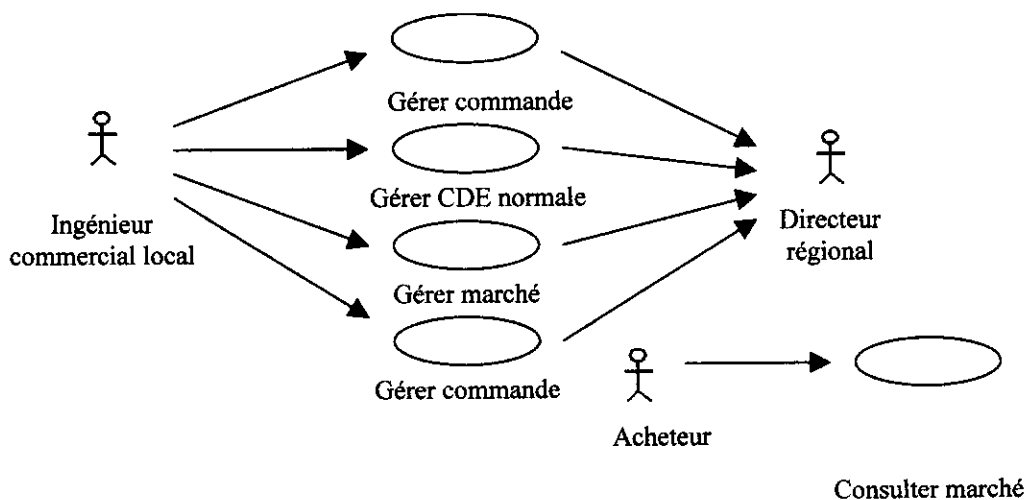 Gérer commande
Gérer CDE normale
Ingénieur
commercial local
Directeur
régional
Gérer marché
Gérer commande
Acheteur
Consulter marché